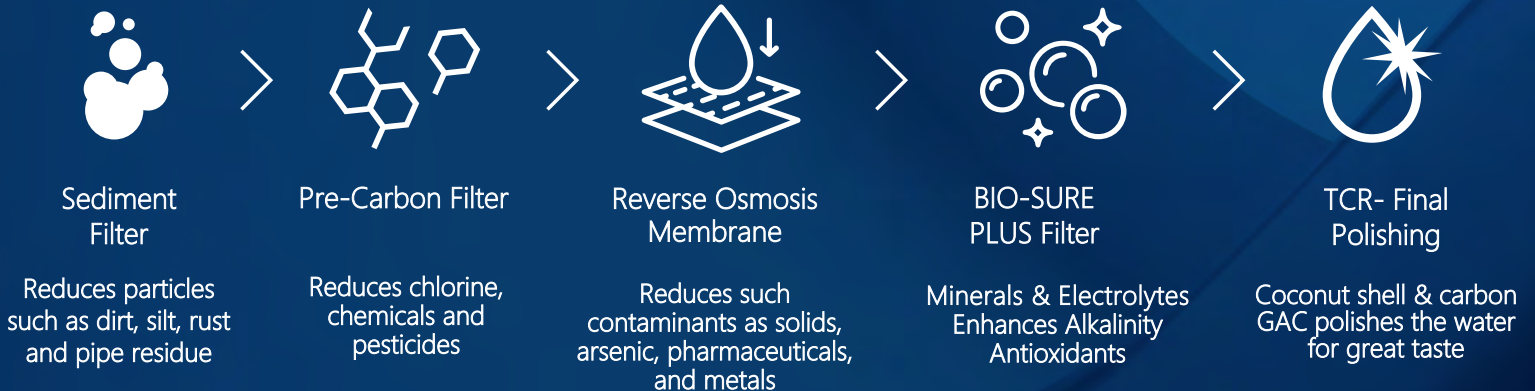 Sediment
Filter
Reduces particles
such as dirt, silt, rust
and pipe residue
Pre-Carbon Filter
Reduces chlorine,
chemicals and
pesticides
Reverse Osmosis
Membrane
Reduces such
contaminants as solids,
arsenic, pharmaceuticals,
and metals
BIO-SURE
PLUS Filter
Minerals & Electrolytes
Enhances Alkalinity
Antioxidants
TCR- Final
Polishing
Coconut shell & carbon
GAC polishes the water
for great taste